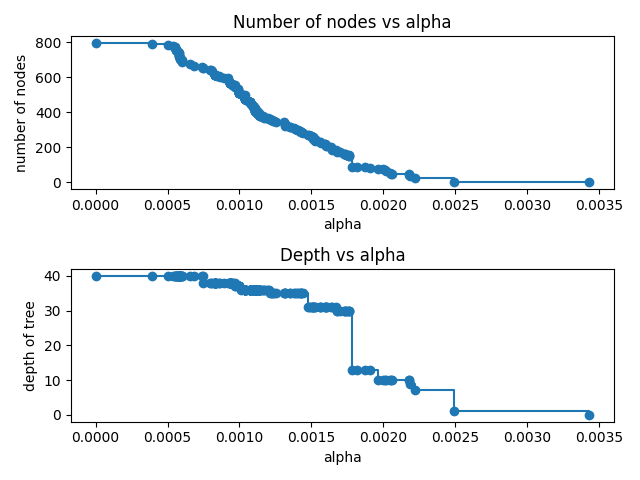 Number of nodes vs alpha
800
600
400
200
0
number of nodes
0.0000 0.0005 0.0010 0.0015 0.0020 0.0025 0.0030 0.0035
alpha
Depth vs alpha
40
30
20
10
0
depth of tree
0.0000 0.0005 0.0010 0.0015 0.0020 0.0025 0.0030 0.0035
alpha